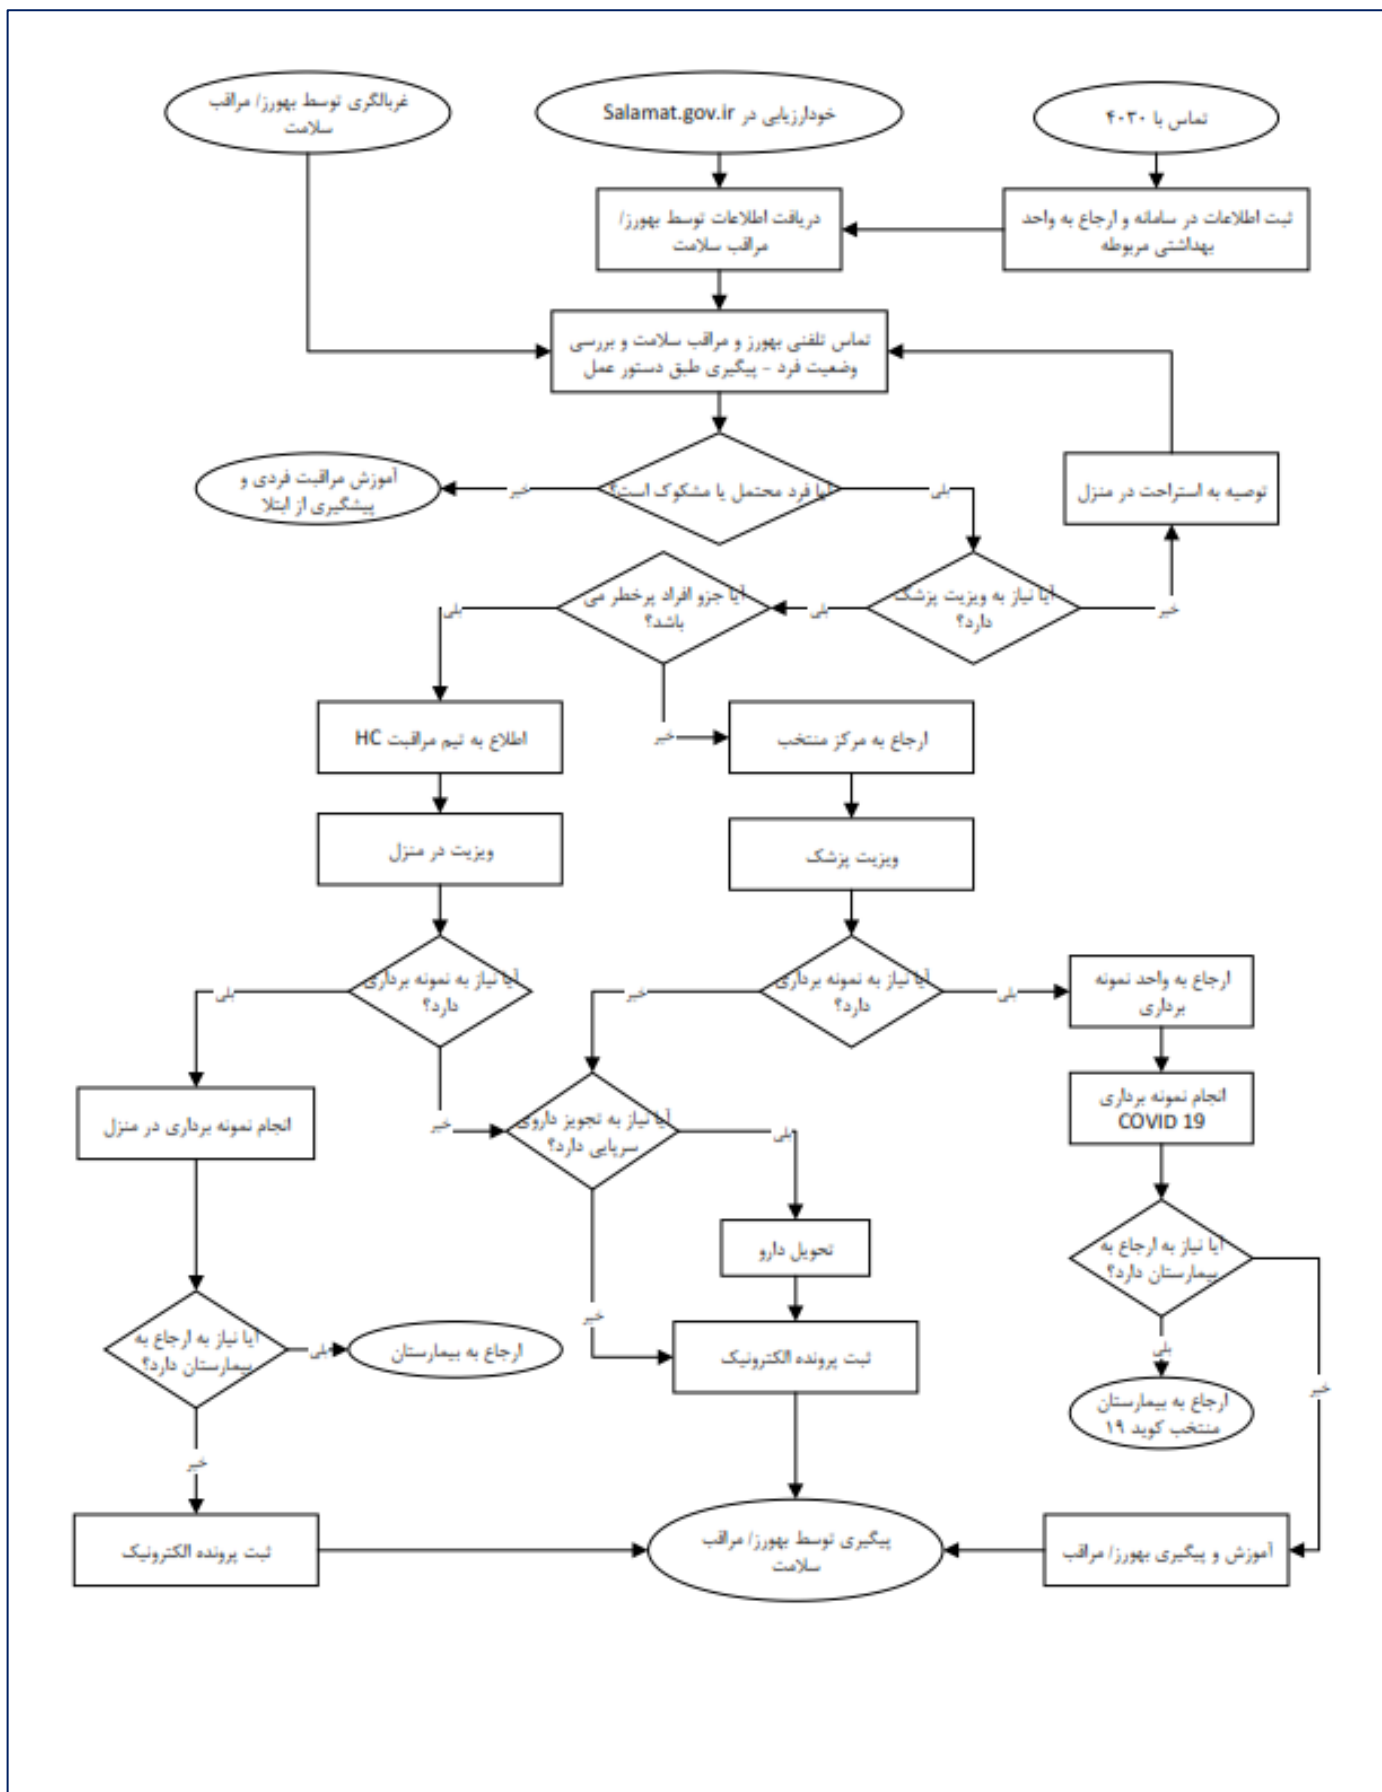 تماس با ۴۰۳۰
خودارزیابی در Salamat.gov.ir
غربالگری توسط بهورز/ مراقب
سلامت
ثبت اطلاعات در سامانه و ارجاع به واحد
بهداشتی مربوطه
دریافت اطلاعات توسط بهورز/
مراقب سلامت
تماس تلفنی بهورز و مراقب سلامت و بررسی
وضعیت فرد - پیگیری طبق دستور عمل
توصیه به استراحت در منزل
آیا فرد محتمل یا مشکوک است؟
بلی
خیر
آموزش مراقبت فردی و
پیشگیری از ابتلا
آیا نیاز به ویزیت پزشک
دارد؟
خیر
بلی
آیا جزو افراد پرخطر می
باشد؟
بلی
خیر
ارجاع به مرکز منتخب
اطلاع به تیم مراقبت HC
ویزیت پزشک
ویزیت در منزل
ارجاع به واحد نمونه
برداری
آیا نیاز به نمونه برداری
دارد؟
بلی
خیر
آیا نیاز به نمونه برداری
دارد؟
بلی
خیر
انجام نمونه برداری
COVID 19
آیا نیاز به تجویز داروی
سرپایی دارد؟
بلی
خیر
انجام نمونه برداری در منزل
تحویل دارو
آیا نیاز به ارجاع به
بیمارستان دارد؟
بلی
خیر
ثبت پرونده الکترونیک
ارجاع به بیمارستان
آیا نیاز به ارجاع به
بیمارستان دارد؟
بلی
خیر
ارجاع به بیمارستان
منتخب کوید ۱۹
آموزش و پیگیری بهورز/ مراقب
پیگیری توسط بهورز/ مراقب
سلامت
ثبت پرونده الکترونیک